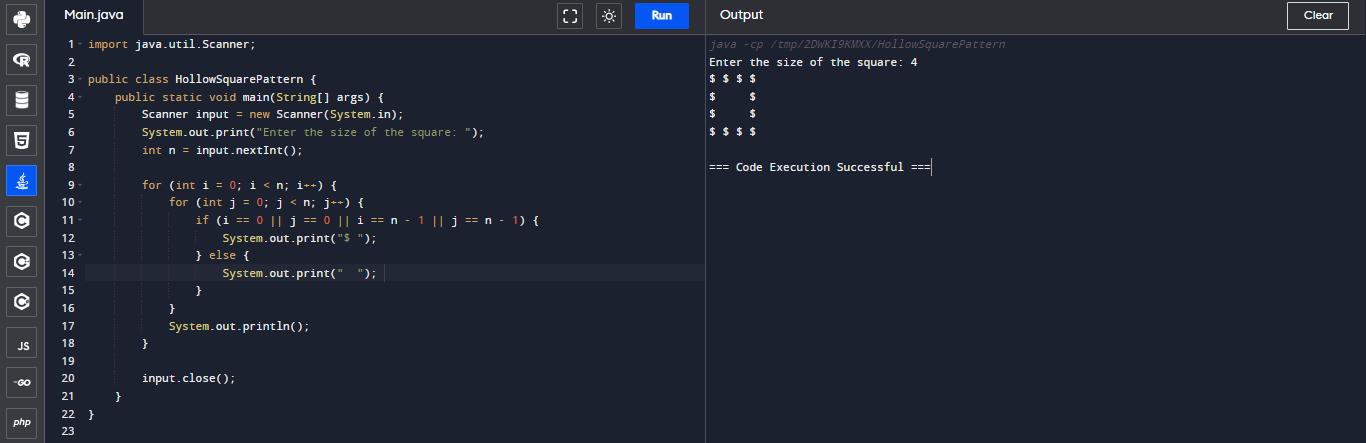 Main.java
Run
Output
Clear
1 import java.util.Scanner;
2
3 public class HollowSquarePattern {
4     public static void main(String[] args) {
5         Scanner input = new Scanner(System.in);
6         System.out.print("Enter the size of the square: ");
7         int n = input.nextInt();
8
9         for (int i = 0; i < n; i++) {
10             for (int j = 0; j < n; j++) {
11                 if (i == 0 || j == 0 || i == n - 1 || j == n - 1) {
12                     System.out.print("$ ");
13                 } else {
14                     System.out.print("  ");
15                 }
16             }
17             System.out.println();
18         }
19
20         input.close();
21     }
22 }
23
java -cp /tmp/2DWKI9KMXX/HollowSquarePattern
Enter the size of the square: 4
$ $ $ $
$     $
$     $
$ $ $ $
=== Code Execution Successful ===
R
5
C
C
C
JS
GO
php